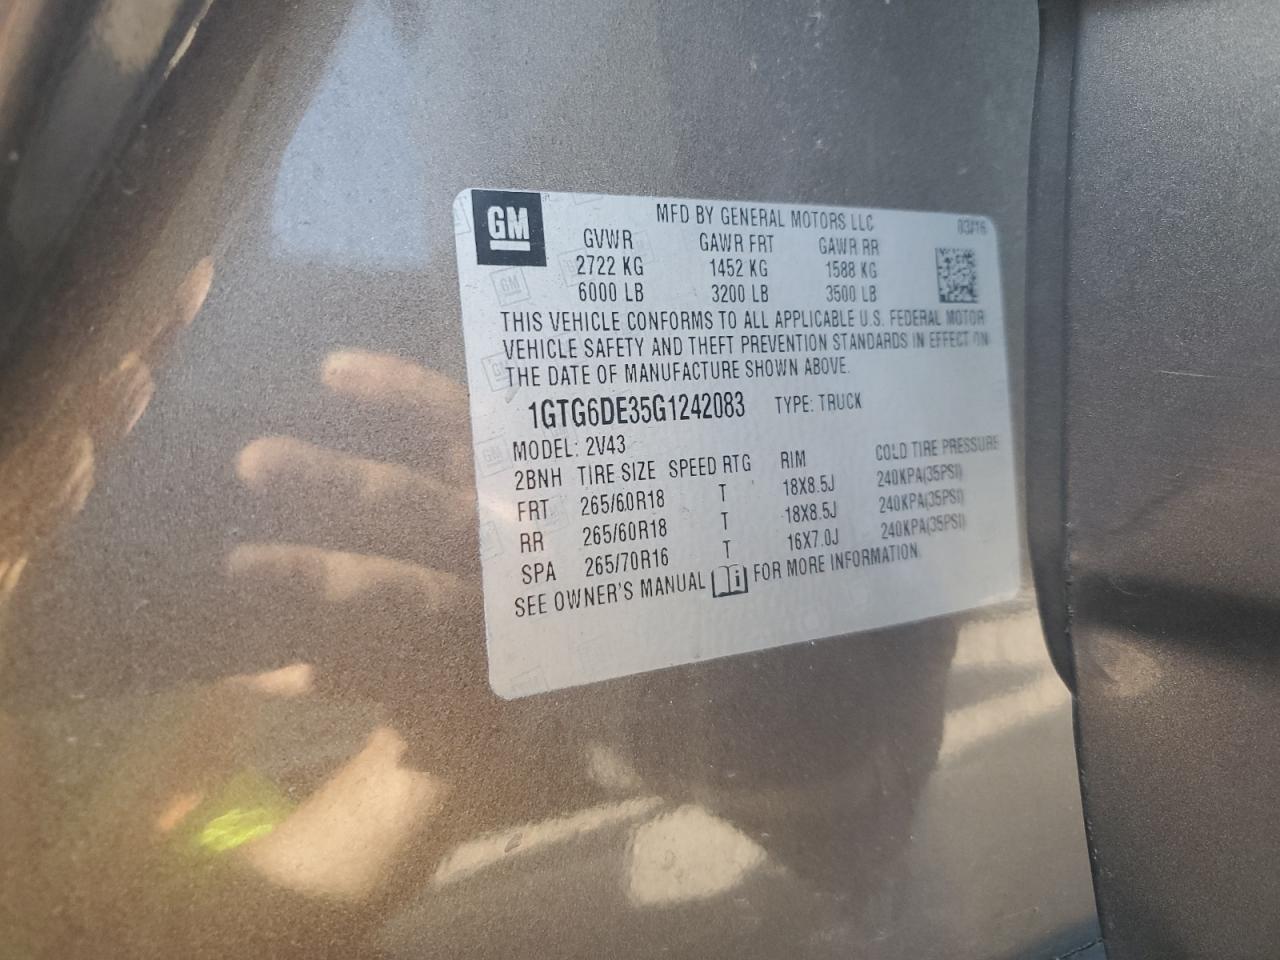 GM
MFD BY GENERAL MOTORS LLC 03/16
GVWR GAWR FRT GAWR RR
2722 KG 1452 KG 1588 KG
6000 LB 3200 LB 3500 LB
THIS VEHICLE CONFORMS TO ALL APPLICABLE U.S. FEDERAL MOTOR
VEHICLE SAFETY AND THEFT PREVENTION STANDARDS IN EFFECT ON
THE DATE OF MANUFACTURE SHOWN ABOVE.
1GTG6DE35G1242083 TYPE: TRUCK
MODEL: 2V43
2BNH TIRE SIZE SPEED RTG RIM COLD TIRE PRESSURE
FRT 265/60R18 T 18X8.5J 240KPA(35PSI)
RR 265/60R18 T 18X8.5J 240KPA(35PSI)
SPA 265/70R16 T 16X7.0J 240KPA(35PSI)
SEE OWNER'S MANUAL FOR MORE INFORMATION.